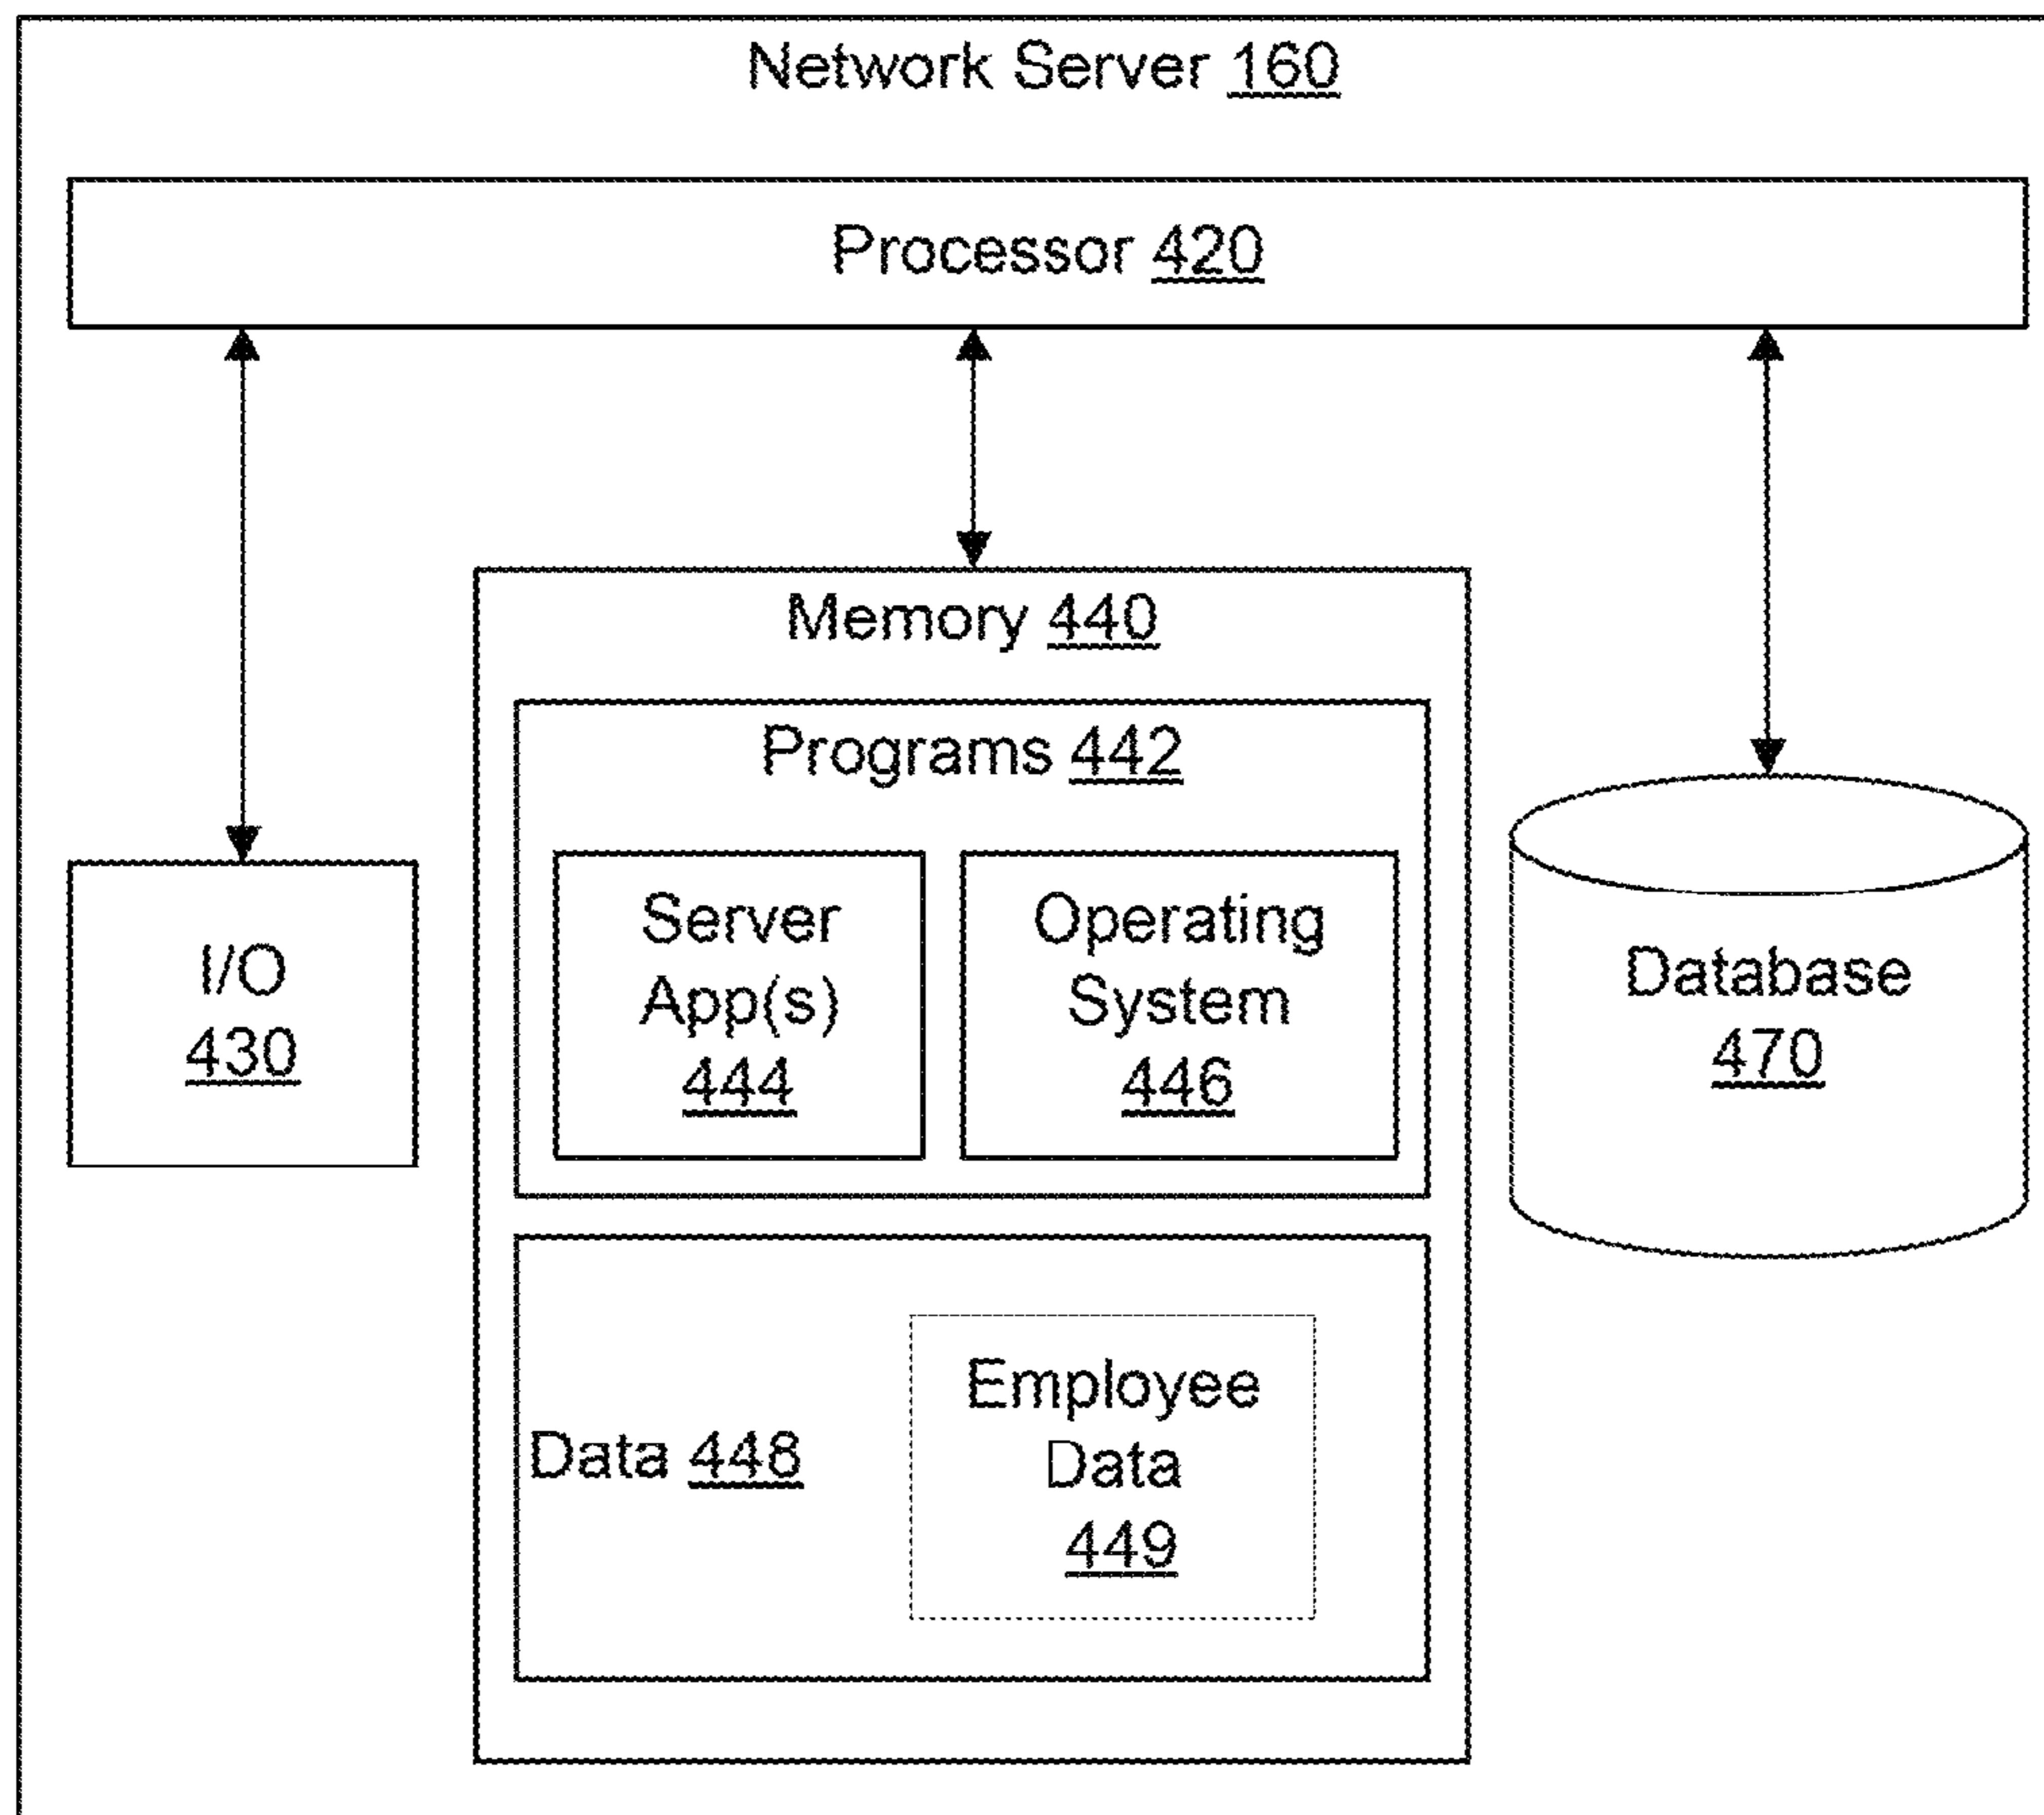 Network Server 160
Processor 420
Memory 440
Programs 442
Server
App(s)
444
Operating
System
446
I/O
430
Database
470
Data 448
Employee
Data
449